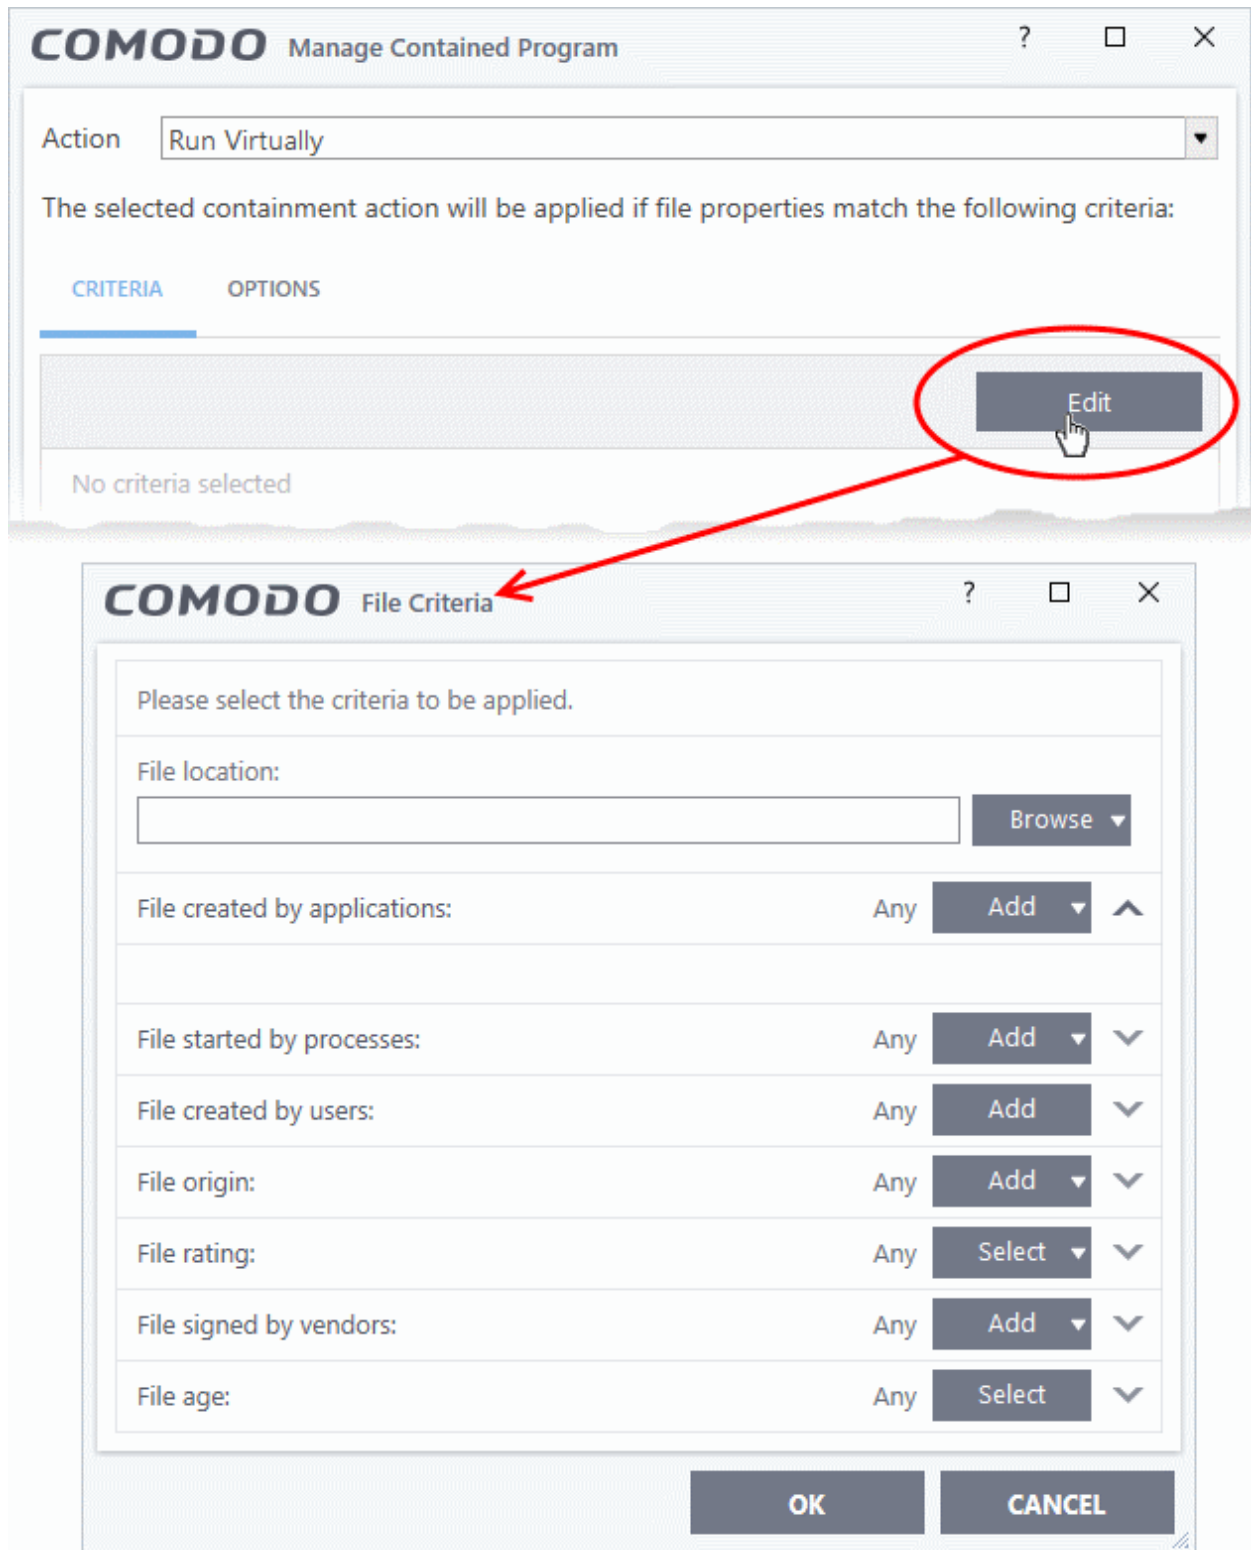 COMODO Manage Contained Program ?
Action Run Virtually
The selected containment action will be applied if file properties match the following criteria:
CRITERIA OPTIONS
Edit
No criteria selected
COMODO File Criteria ?
Please select the criteria to be applied.
File location:
Browse
File created by applications: Any Add
File started by processes: Any Add
File created by users: Any Add
File origin: Any Add
File rating: Any Select
File signed by vendors: Any Add
File age: Any Select
OK CANCEL